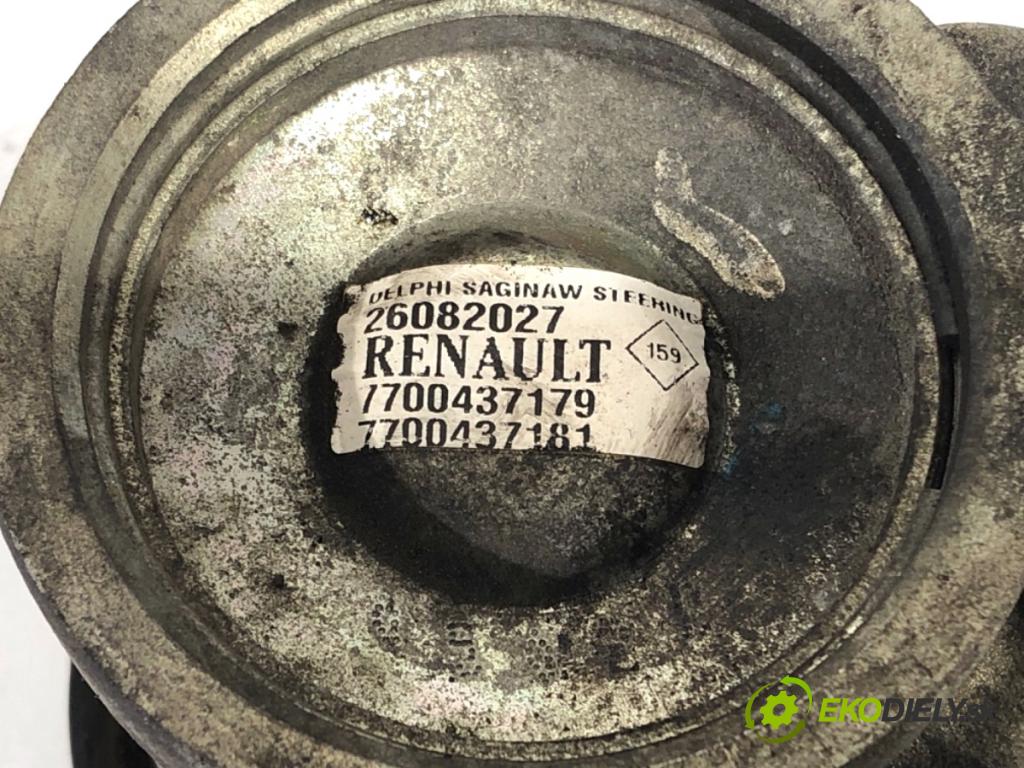 DELPHI SAGINAW STEERING
26082027
RENAULT
159
7700437179
7700437181
EKODIELY